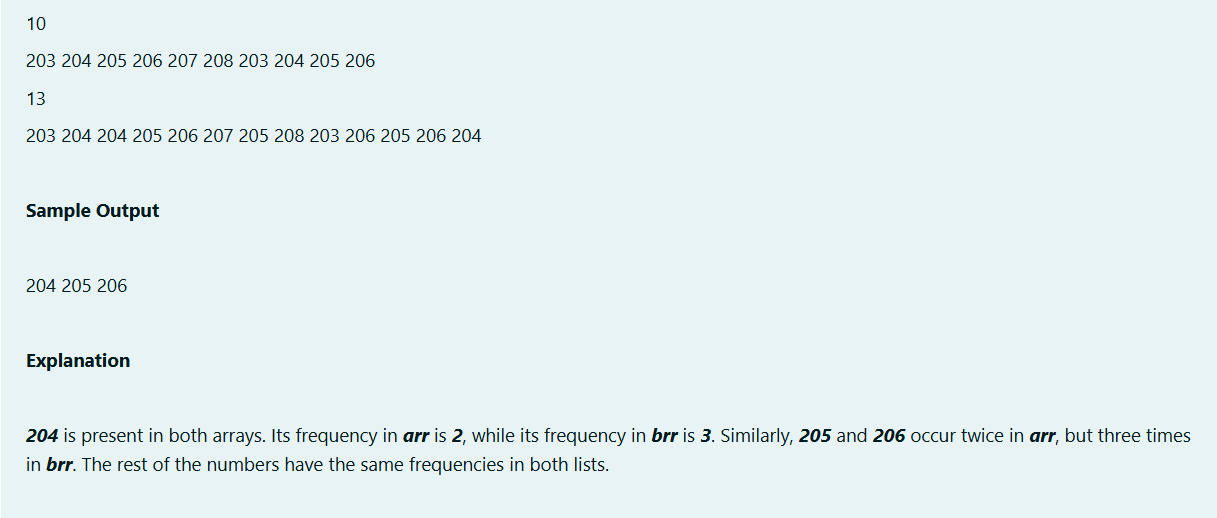 10
203 204 205 206 207 208 203 204 205 206
13
203 204 204 205 206 207 205 208 203 206 205 206 204
Sample Output
204 205 206
Explanation
204 is present in both arrays. Its frequency in arr is 2, while its frequency in brr is 3. Similarly, 205 and 206 occur twice in arr, but three times
in brr. The rest of the numbers have the same frequencies in both lists.